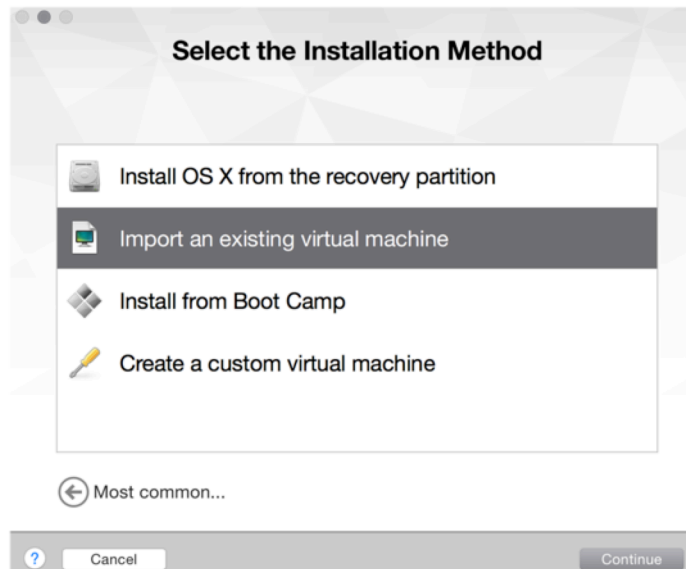 Select the Installation Method
Install OS X from the recovery partition
Import an existing virtual machine
Install from Boot Camp
Create a custom virtual machine
Most common...
?
Cancel
Continue